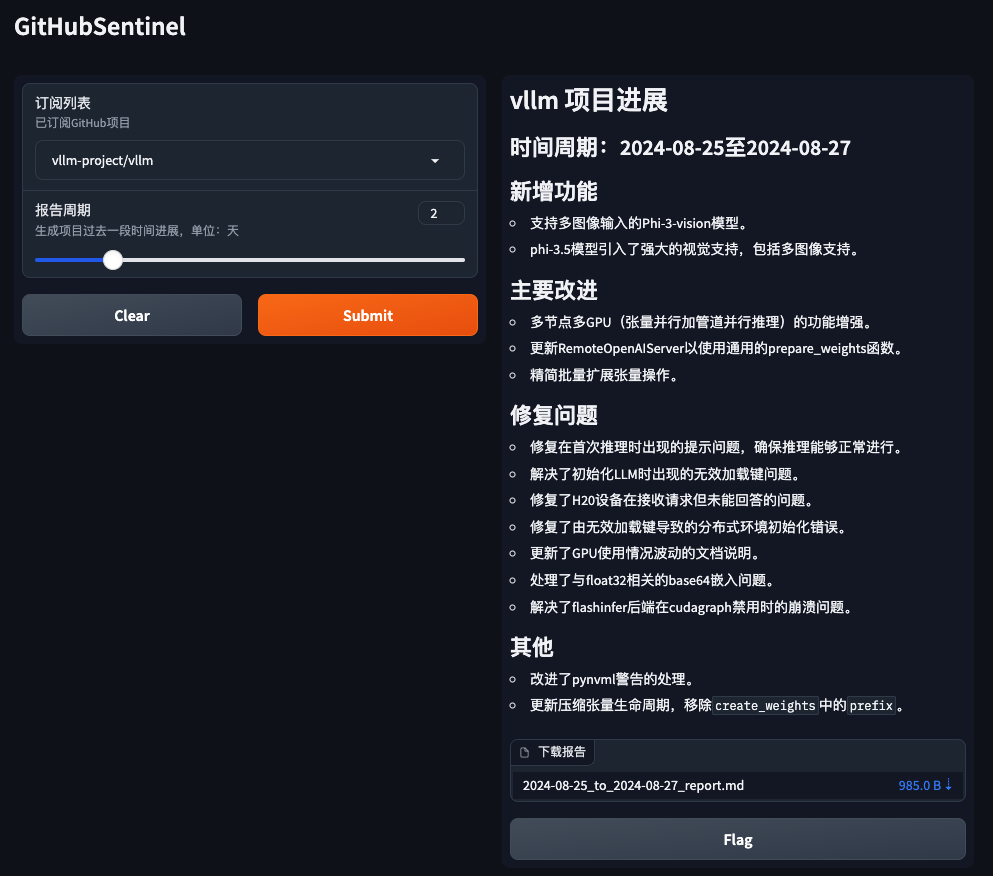 GitHubSentinel
订阅列表
已订阅GitHub项目
vllm-project/vllm
报告周期
2
生成项目过去一段时间进展，单位：天
Clear
Submit
vllm 项目进展
时间周期：2024-08-25至2024-08-27
新增功能
支持多图像输入的Phi-3-vision模型。
phi-3.5模型引入了强大的视觉支持，包括多图像支持。
主要改进
多节点多GPU（张量并行加管道并行推理）的功能增强。
更新RemoteOpenAIServer以使用通用的prepare_weights函数。
精简批量扩展张量操作。
修复问题
修复在首次推理时出现的提示问题，确保推理能够正常进行。
解决了初始化LLM时出现的无效加载键问题。
修复了H20设备在接收请求但未能回答的问题。
修复了由无效加载键导致的分布式环境初始化错误。
更新了GPU使用情况波动的文档说明。
处理了与float32相关的base64嵌入问题。
解决了flashinfer后端在cudagraph禁用时的崩溃问题。
其他
改进了pynvml警告的处理。
更新压缩张量生命周期，移除create_weights中的prefix。
下载报告
2024-08-25_to_2024-08-27_report.md
985.0 B ↓
Flag